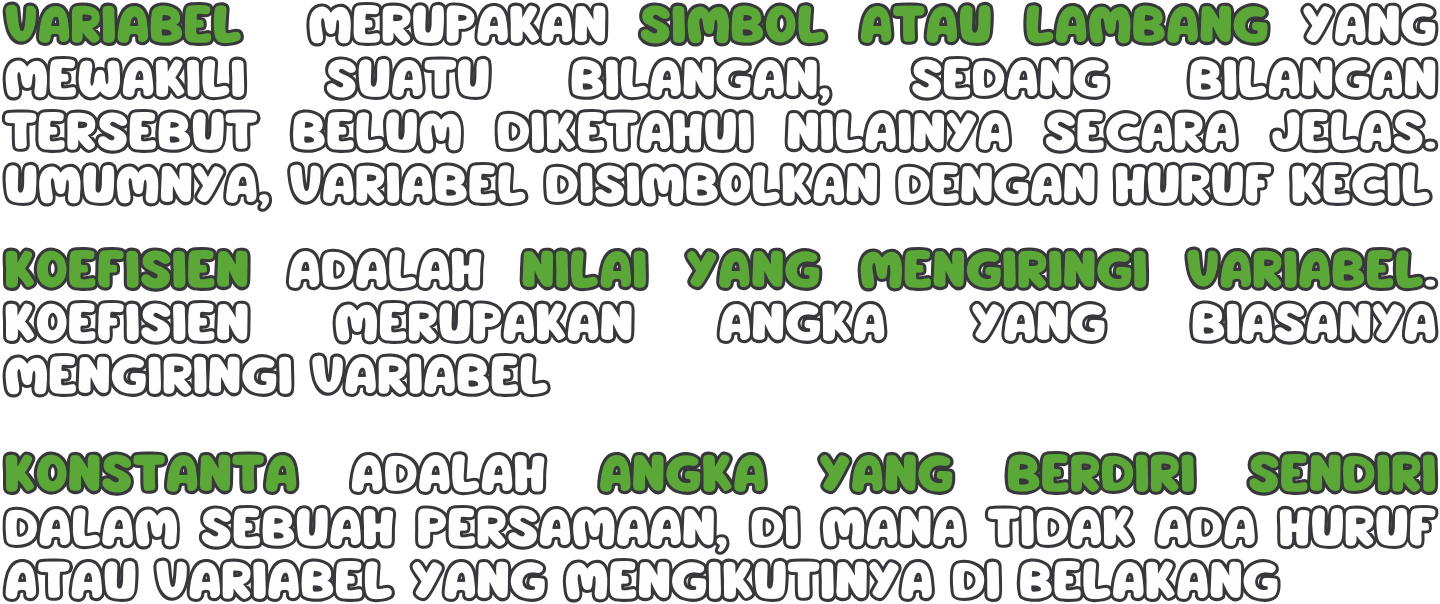 VARIABEL MERUPAKAN SIMBOL ATAU LAMBANG YANG
MEWAKILI SUATU BILANGAN, SEDANG BILANGAN
TERSEBUT BELUM DIKETAHUI NILAINYA SECARA JELAS.
UMUMNYA, VARIABEL DISIMBOLKAN DENGAN HURUF KECIL
KOEFISIEN ADALAH NILAI YANG MENGIRINGI VARIABEL.
KOEFISIEN MERUPAKAN ANGKA YANG BIASANYA
MENGIRINGI VARIABEL
KONSTANTA ADALAH ANGKA YANG BERDIRI SENDIRI
DALAM SEBUAH PERSAMAAN, DI MANA TIDAK ADA HURUF
ATAU VARIABEL YANG MENGIKUTINYA DI BELAKANG